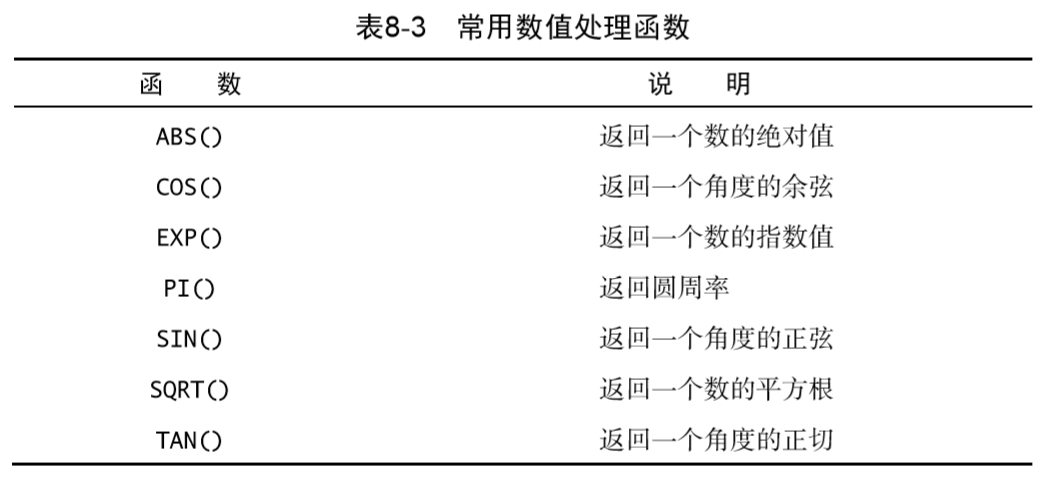 表8-3 常用数值处理函数
函 数 说 明
ABS() 返回一个数的绝对值
COS() 返回一个角度的余弦
EXP() 返回一个数的指数值
PI() 返回圆周率
SIN() 返回一个角度的正弦
SQRT() 返回一个数的平方根
TAN() 返回一个角度的正切